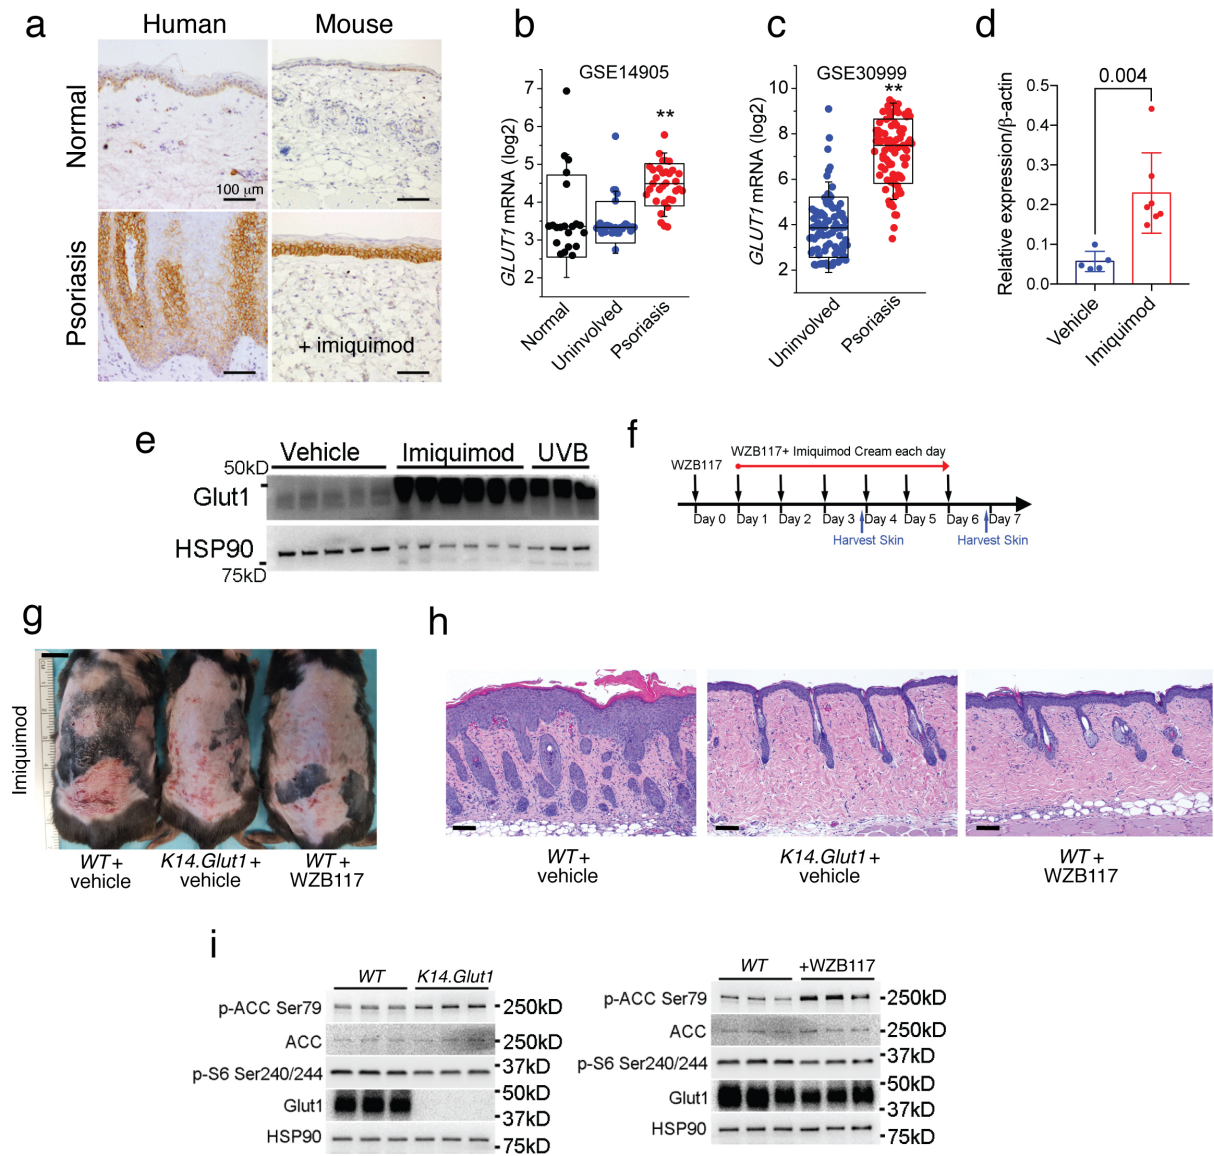 a
Human
Mouse
Normal
100 µm
Psoriasis
+ imiquimod
b
GSE14905
GLUT1 mRNA (log2)
7
6
5
4
3
2
**
Normal
Uninvolved
Psoriasis
c
GSE30999
GLUT1 mRNA (log2)
10
8
6
4
2
**
Uninvolved
Psoriasis
d
0.004
Relative expression/β-actin
0.5
0.4
0.3
0.2
0.1
0.0
Vehicle
Imiquimod
e
Vehicle
Imiquimod
UVB
50kD
Glut1
HSP90
75kD
f
WZB117+ Imiquimod Cream each day
WZB117
Day 0
Day 1
Day 2
Day 3
Day 4
Day 5
Day 6
Day 7
Harvest Skin
Harvest Skin
g
Imiquimod
WT +
vehicle
K14.Glut1 +
vehicle
WT +
WZB117
h
WT +
vehicle
K14.Glut1 +
vehicle
WT +
WZB117
i
WT
K14.Glut1
p-ACC Ser79
250kD
ACC
250kD
p-S6 Ser240/244
37kD
50kD
Glut1
37kD
HSP90
75kD
WT
+WZB117
p-ACC Ser79
250kD
ACC
250kD
37kD
p-S6 Ser240/244
50kD
Glut1
37kD
HSP90
75kD